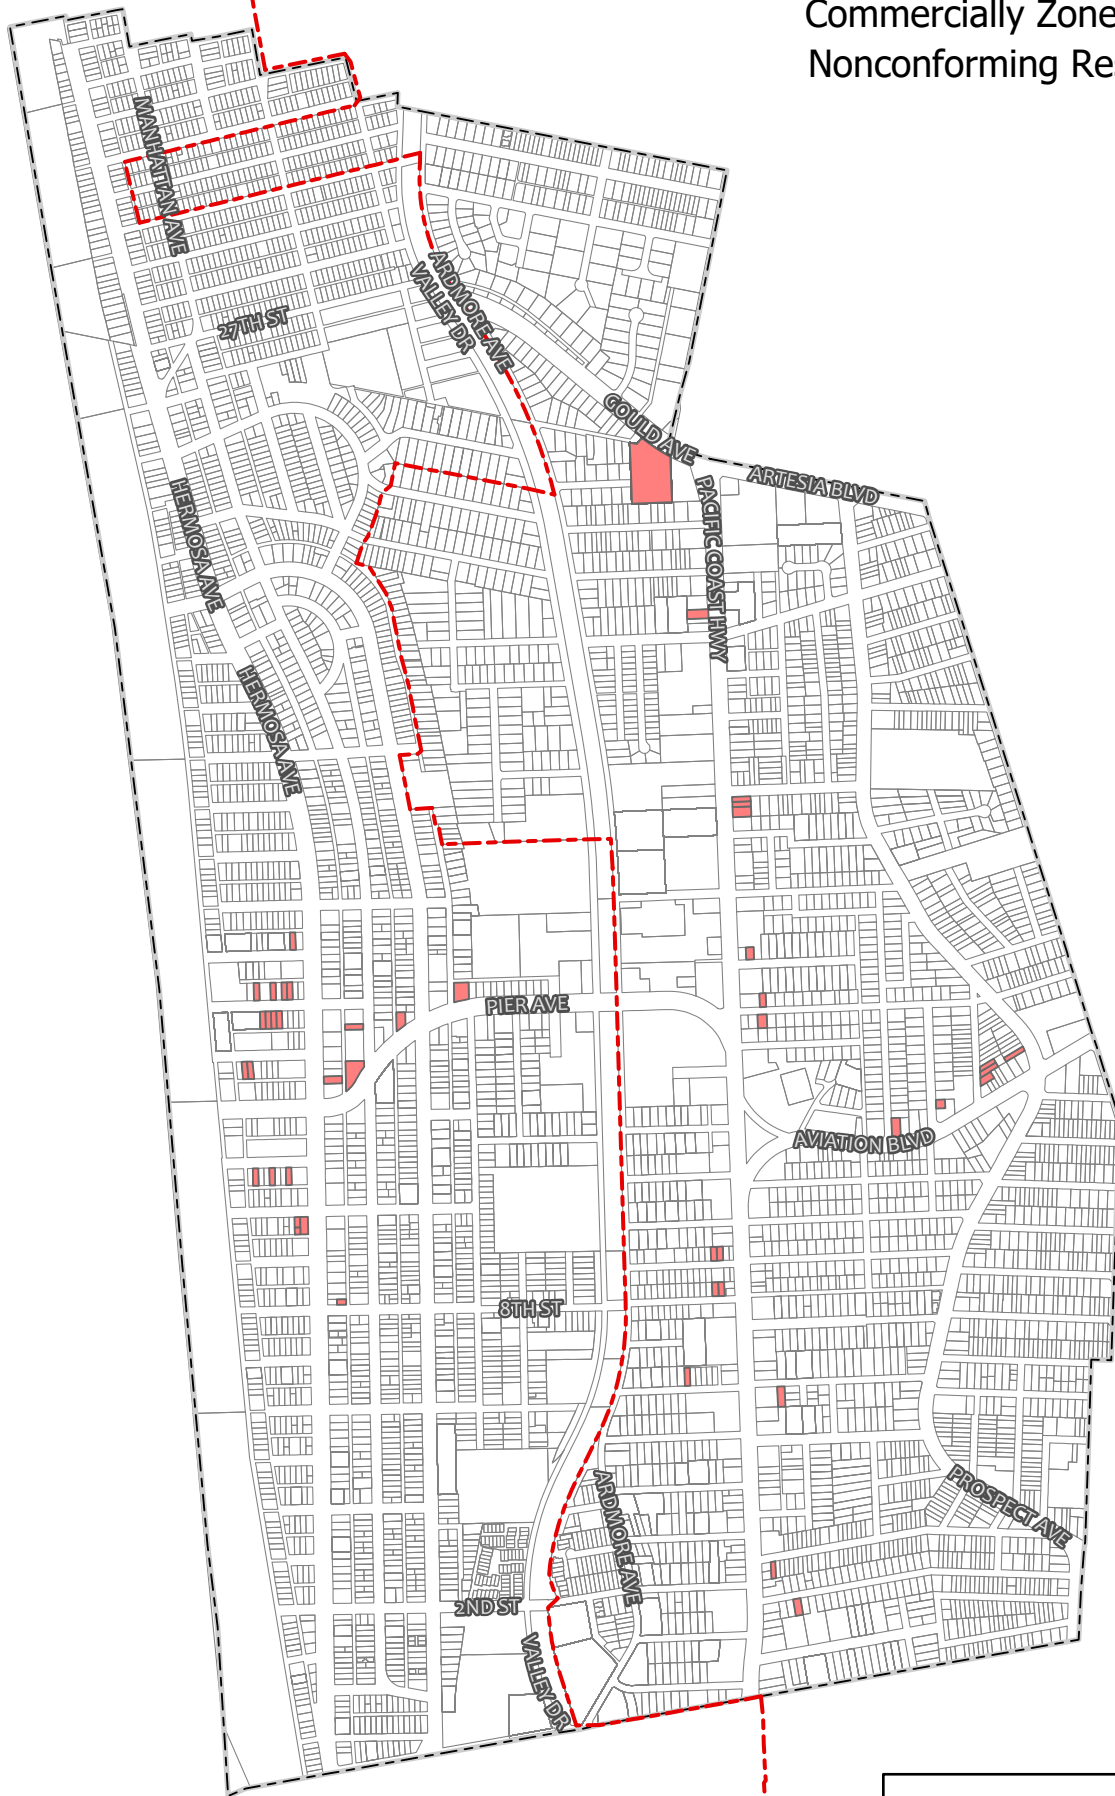 Commercially Zone
Nonconforming Re
MANHATTAN AVE
27TH ST
ARDMORE AVE
VALLEY DR
GOULD AVE
ARTESIA BLVD
PACIFIC COAST HWY
HERMOSA AVE
HERMOSA AVE
PIER AVE
AVIATION BLVD
8TH ST
ARDMORE AVE
PROSPECT AVE
2ND ST
VALLEY DR